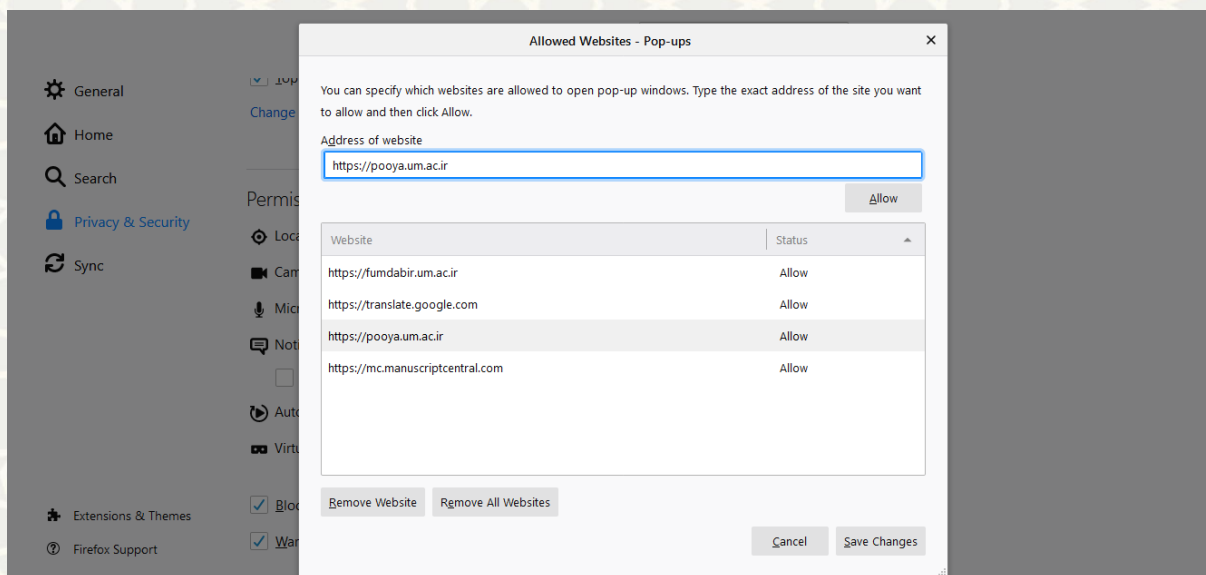 Allowed Websites - Pop-ups
General
Home
Search
Privacy & Security
Sync
Extensions & Themes
Firefox Support
Change
Permis
Loca
Cam
Micr
Noti
Auto
Virtu
Bloc
War
You can specify which websites are allowed to open pop-up windows. Type the exact address of the site you want
to allow and then click Allow.
Address of website
https://pooya.um.ac.ir
Allow
Website Status
https://fumdabir.um.ac.ir Allow
https://translate.google.com Allow
https://pooya.um.ac.ir Allow
https://mc.manuscriptcentral.com Allow
Remove Website Remove All Websites
Cancel Save Changes